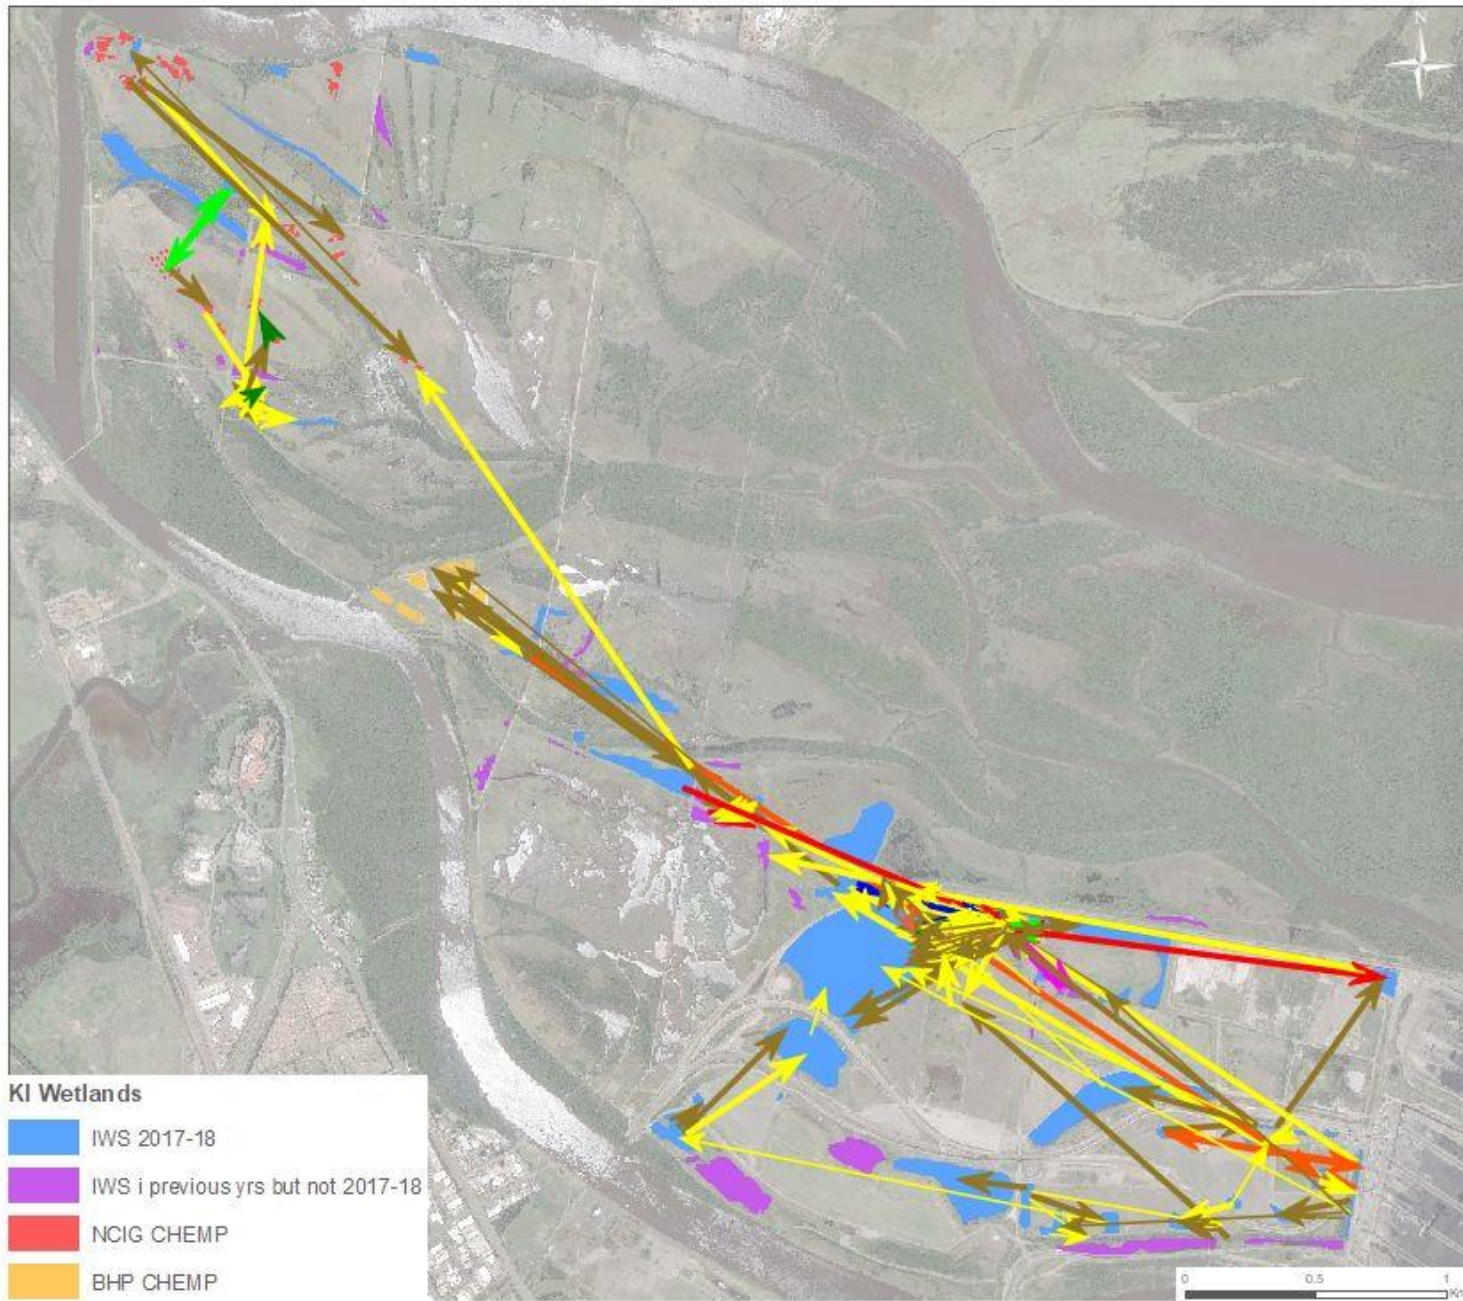 N
KI Wetlands
IWS 2017-18
IWS i previous yrs but not 2017-18
NCIG CHEMP
BHP CHEMP
0 0.5 1